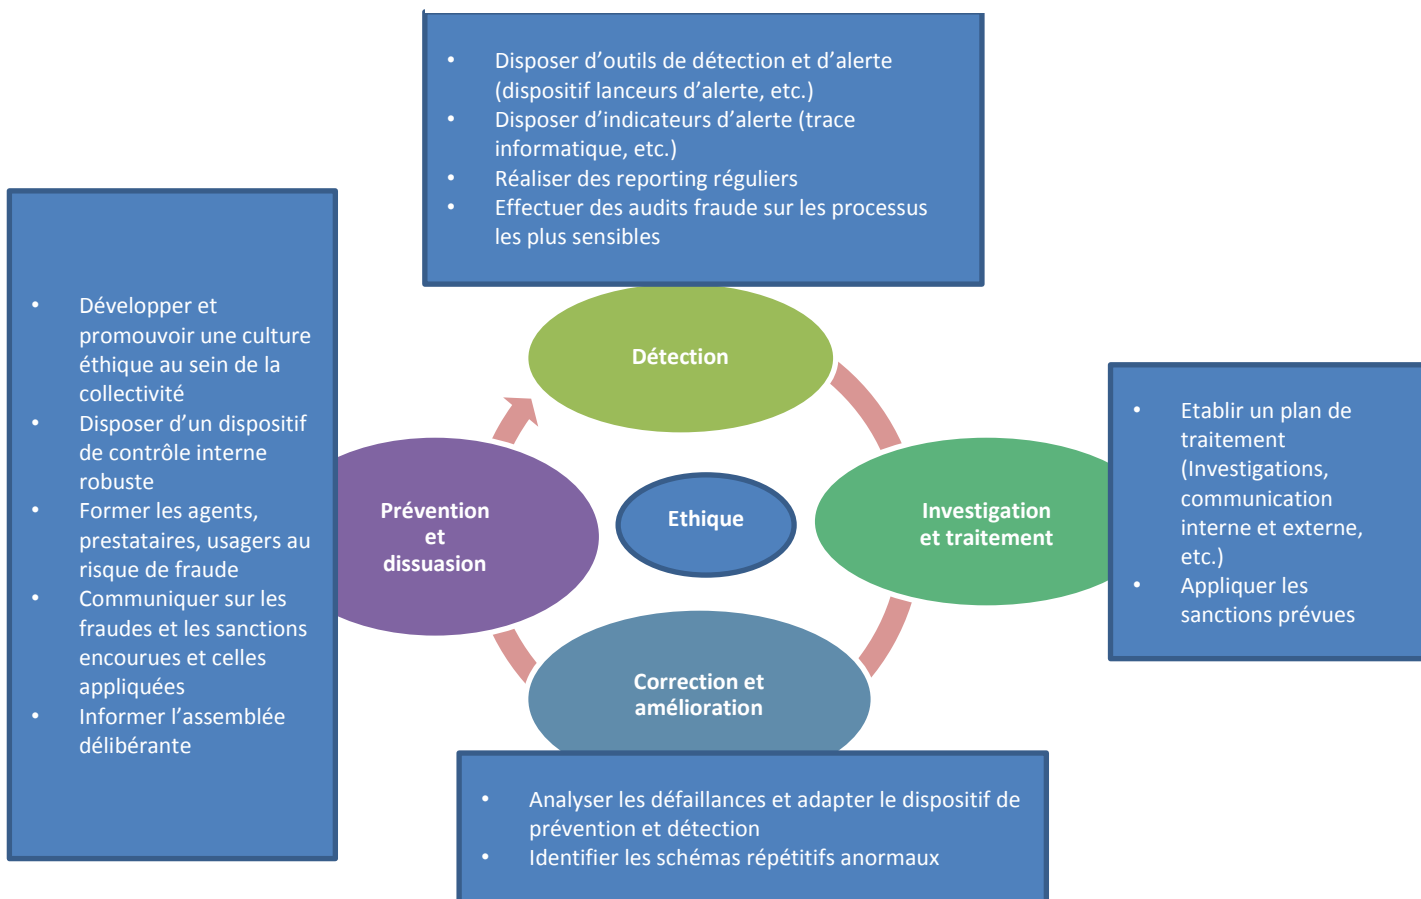 • Disposer d’outils de détection et d’alerte
(dispositif lanceurs d’alerte, etc.)
• Disposer d’indicateurs d’alerte (trace
informatique, etc.)
• Réaliser des reporting réguliers
• Effectuer des audits fraude sur les processus
les plus sensibles
• Développer et
promouvoir une culture
éthique au sein de la
collectivité
• Disposer d’un dispositif
de contrôle interne
robuste
• Former les agents,
prestataires, usagers au
risque de fraude
• Communiquer sur les
fraudes et les sanctions
encourues et celles
appliquées
• Informer l’assemblée
délibérante
Détection
Prévention
et
dissuasion
Ethique
Investigation
et traitement
• Etablir un plan de
traitement
(Investigations,
communication
interne et externe,
etc.)
• Appliquer les
sanctions prévues
Correction et
amélioration
• Analyser les défaillances et adapter le dispositif de
prévention et détection
• Identifier les schémas répétitifs anormaux